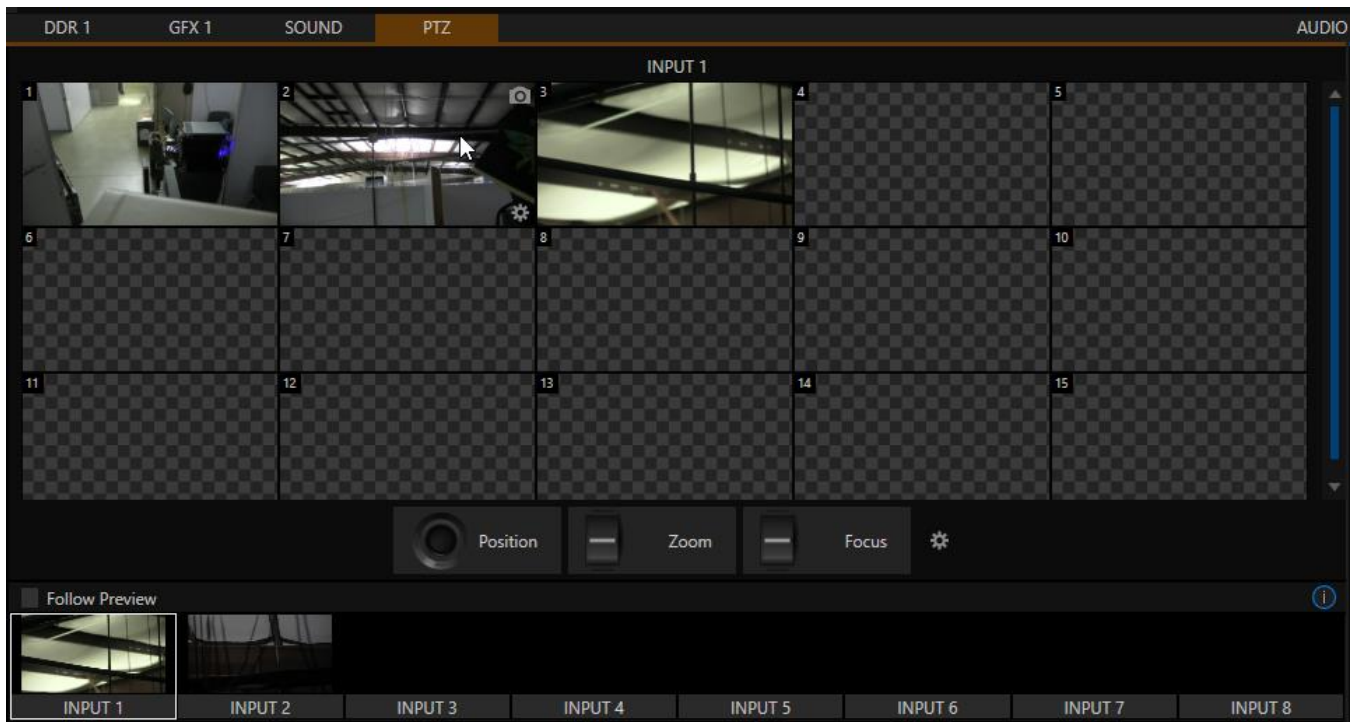 DDR 1 GFX 1 SOUND PTZ AUDIO
INPUT 1
1 2 3 4 5
6 7 8 9 10
11 12 13 14 15
Position Zoom Focus
Follow Preview
INPUT 1 INPUT 2 INPUT 3 INPUT 4 INPUT 5 INPUT 6 INPUT 7 INPUT 8